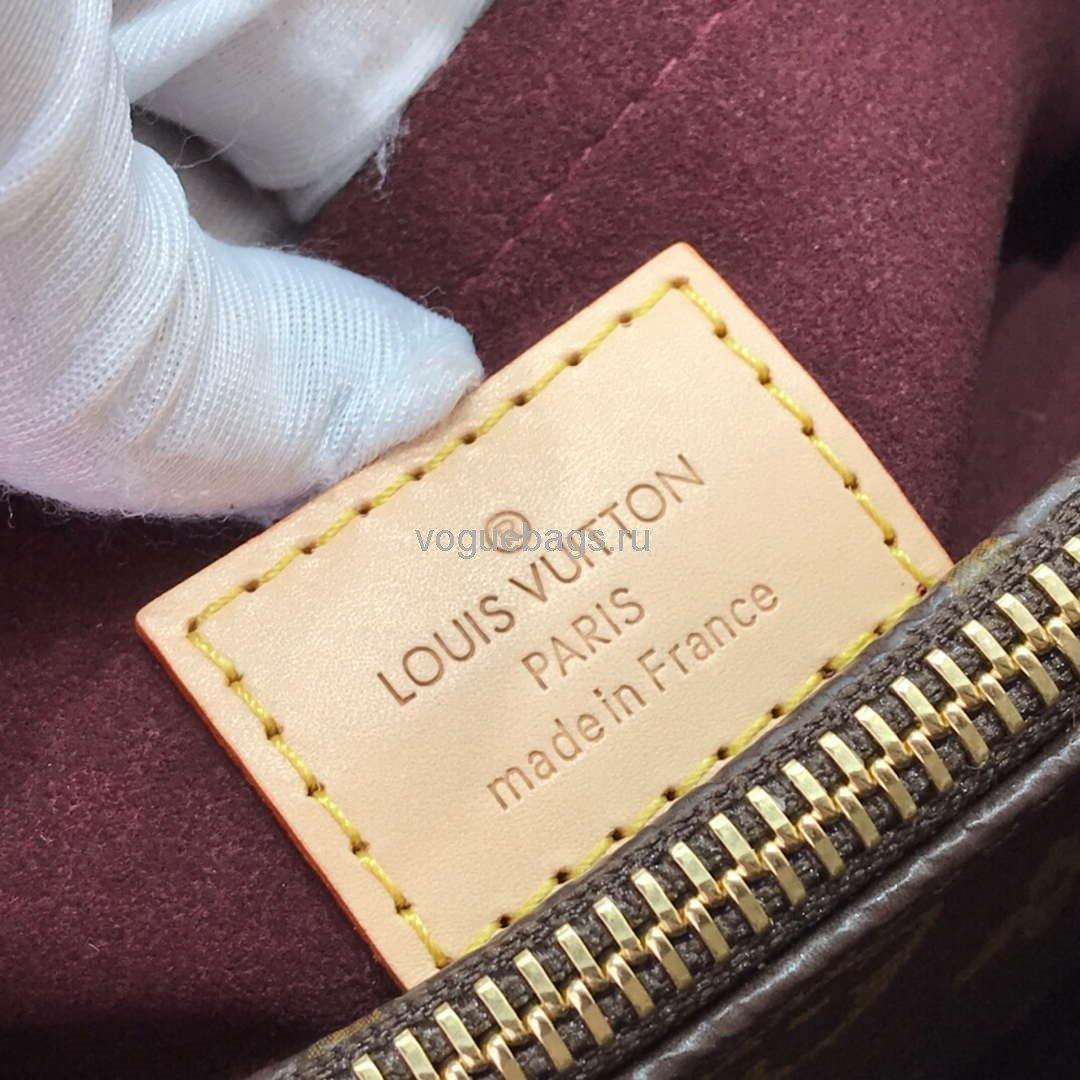 ®
voguebags.ru
LOUIS VUITTON
PARIS
made in France